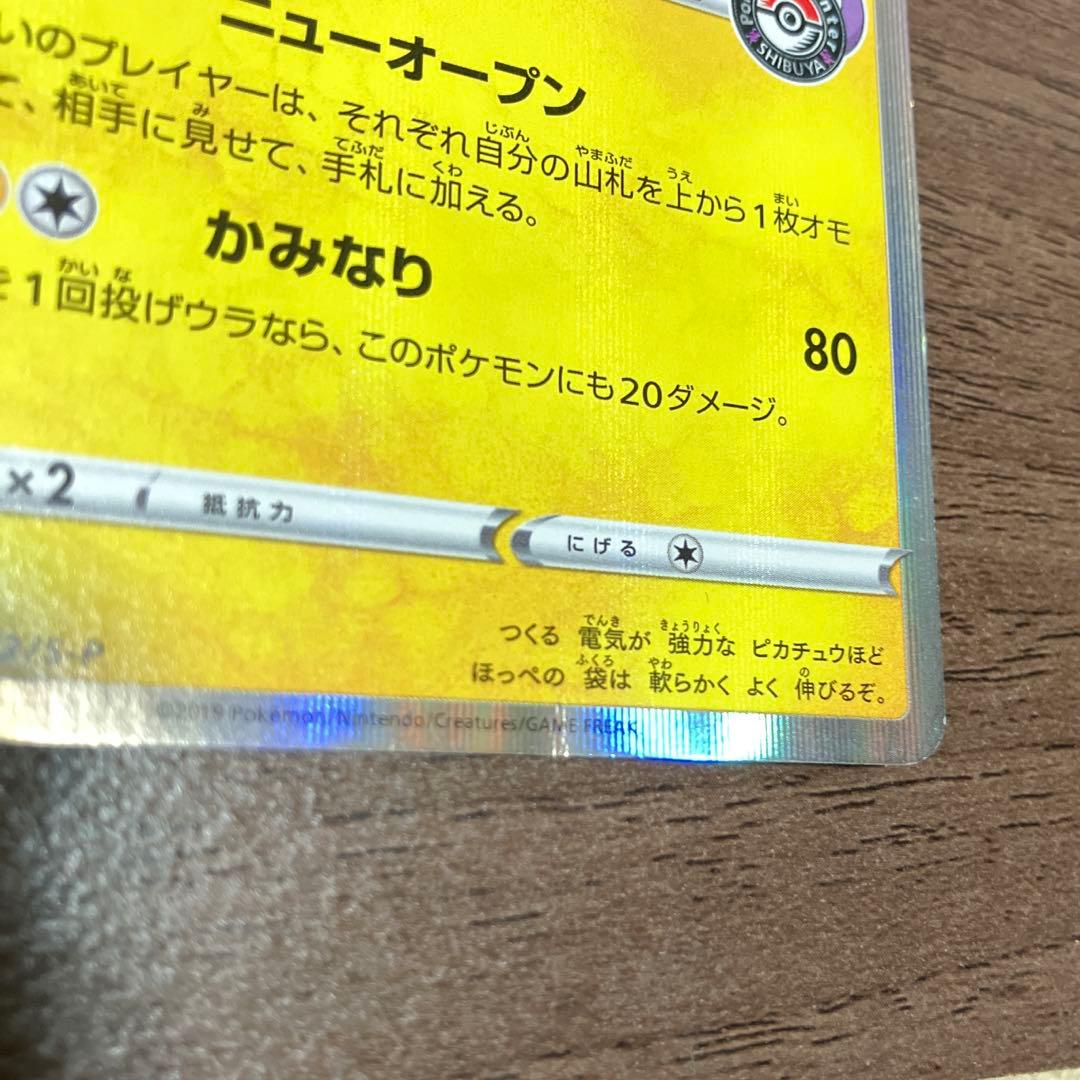 SHIBUYA
ニューオープン
いのプレイヤーは、それぞれ自分の山札を上から1枚オモ
て、相手に見せて、手札に加える。
かみなり
80
を1回投げウラなら、このポケモンにも20ダメージ。
×2
抵抗力
にげる
つくる 電気が 強力な ピカチュウほど
ほっぺの 袋は 軟らかく よく 伸びるぞ。
/S-P
©2019 Pokémon/Nintendo/Creatures/GAME FREAK